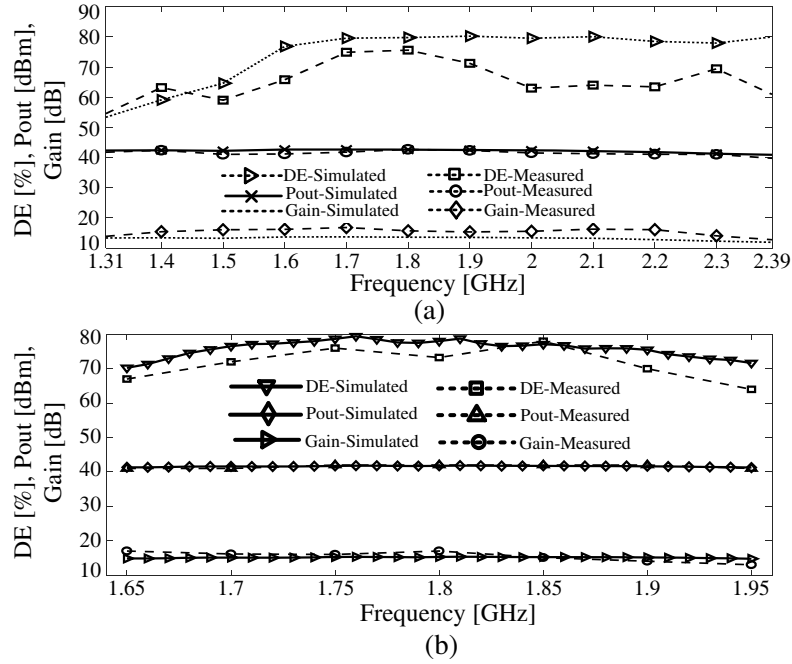 DE [%], Pout [dBm],
Gain [dB]
90
80
70
60
50
40
30
20
10
DE-Simulated
DE-Measured
Pout-Simulated
Pout-Measured
Gain-Simulated
Gain-Measured
1.31 1.4 1.5 1.6 1.7 1.8 1.9 2 2.1 2.2 2.3 2.39
Frequency [GHz]
(a)
DE [%], Pout [dBm],
Gain [dB]
80
70
60
50
40
30
20
10
DE-Simulated
DE-Measured
Pout-Simulated
Pout-Measured
Gain-Simulated
Gain-Measured
1.65 1.7 1.75 1.8 1.85 1.9 1.95
Frequency [GHz]
(b)